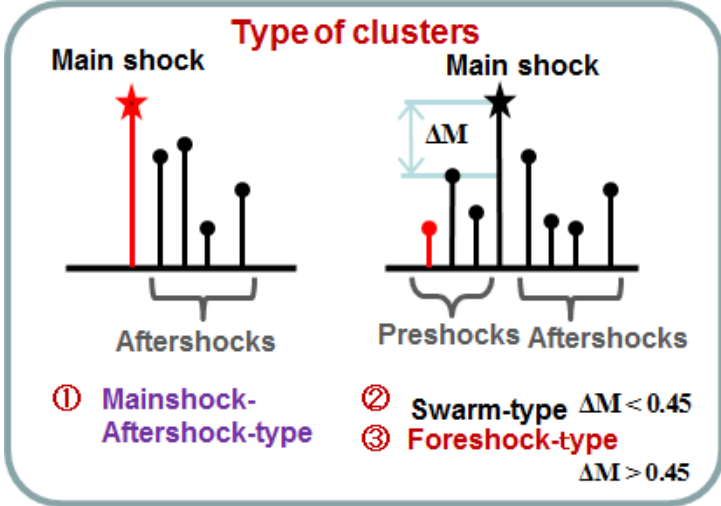 Type of clusters
Main shock
Main shock
ΔM
Aftershocks
Preshocks
Aftershocks
① Mainshock-
Aftershock-type
② Swarm-type ΔM < 0.45
③ Foreshock-type
ΔM > 0.45